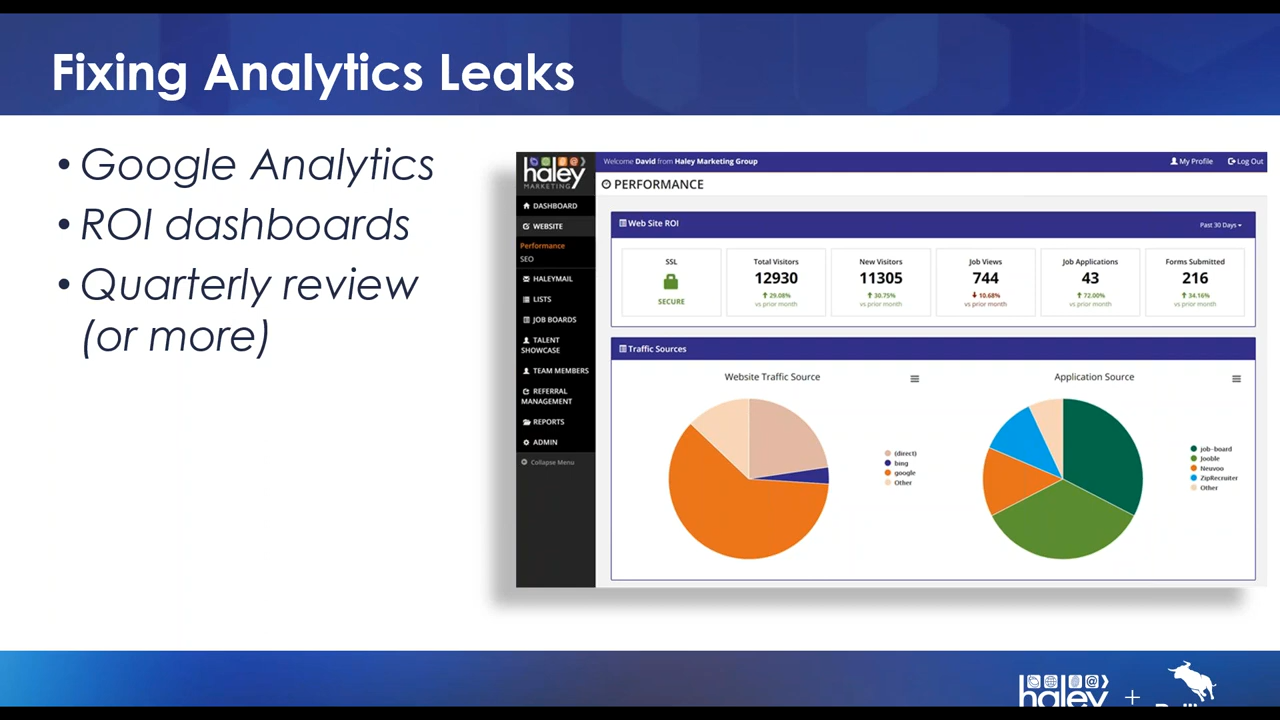 Fixing Analytics Leaks
• Google Analytics
• ROI dashboards
• Quarterly review
(or more)
haley
MARKETING
Welcome David from Haley Marketing Group
My Profile
Log Out
PERFORMANCE
DASHBOARD
WEBSITE
Performance
SEO
HALEYMAIL
LISTS
JOB BOARDS
TALENT
SHOWCASE
TEAM MEMBERS
REFERRAL
MANAGEMENT
REPORTS
ADMIN
Collapse Menu
Web Site ROI
Past 30 Days
SSL
SECURE
Total Visitors
12930
29.08%
vs prior month
New Visitors
11305
30.75%
vs prior month
Job Views
744
10.68%
vs prior month
Job Applications
43
72.00%
vs prior month
Forms Submitted
216
34.16%
vs prior month
Traffic Sources
Website Traffic Source
(direct)
bing
google
Other
Application Source
job-board
Jooble
Neuvoo
ZipRecruiter
Other
haley
+